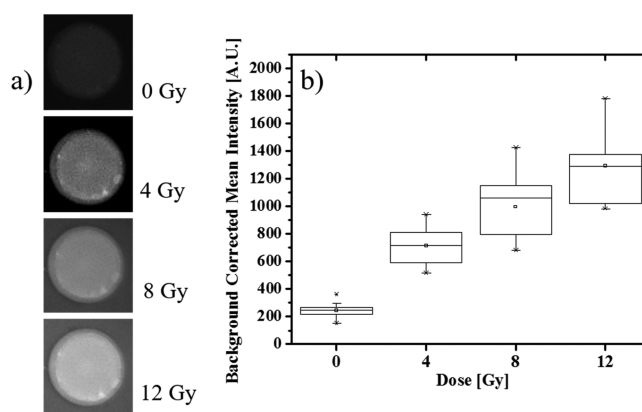 a)
0 Gy
4 Gy
8 Gy
12 Gy
b)
Background Corrected Mean Intensity [A.U.]
2000
1800
1600
1400
1200
1000
800
600
400
200
0
0 4 8 12
Dose [Gy]